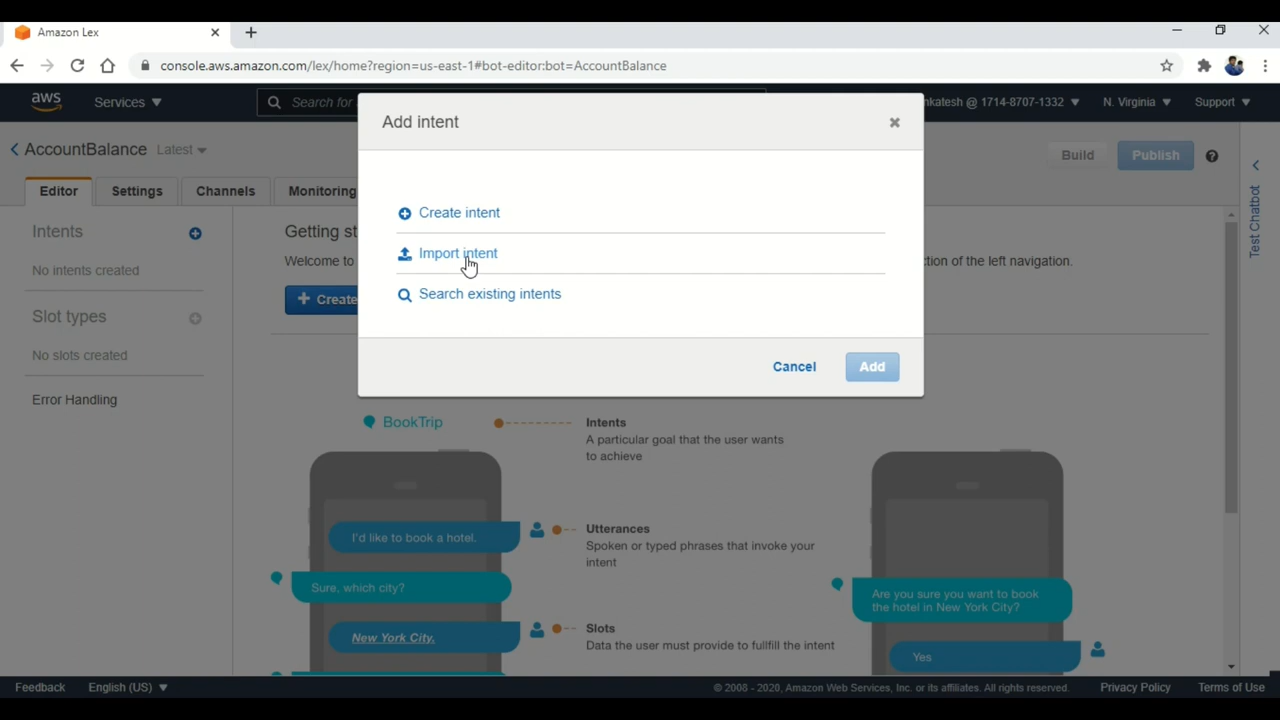 Amazon Lex
console.aws.amazon.com/lex/home?region=us-east-1#bot-editor:bot=AccountBalance
aws
Services
Search for
nkatesh @ 1714-8707-1332
N. Virginia
Support
Add intent
AccountBalance Latest
Build
Publish
Editor
Settings
Channels
Monitoring
Test Chatbot
Intents
No intents created
Slot types
No slots created
Error Handling
Getting st
Welcome to
tion of the left navigation.
Create
Create intent
Import intent
Search existing intents
Cancel
Add
BookTrip
Intents
A particular goal that the user wants
to achieve
I'd like to book a hotel.
Utterances
Spoken or typed phrases that invoke your
intent
Sure, which city?
New York City.
Slots
Data the user must provide to fullfill the intent
Are you sure you want to book
the hotel in New York City?
Yes
Feedback
English (US)
© 2008 - 2020, Amazon Web Services, Inc. or its affiliates. All rights reserved.
Privacy Policy
Terms of Use